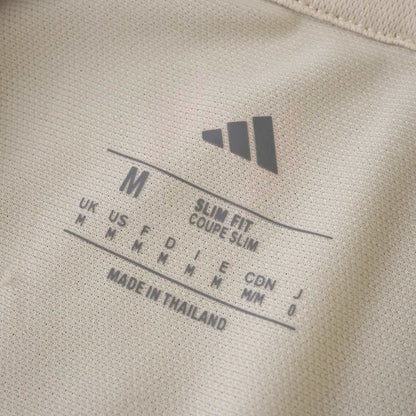 M
SLIM FIT
COUPE SLIM
UK US F D I E CDN J
M M M M M M M/M O
MADE IN THAILAND